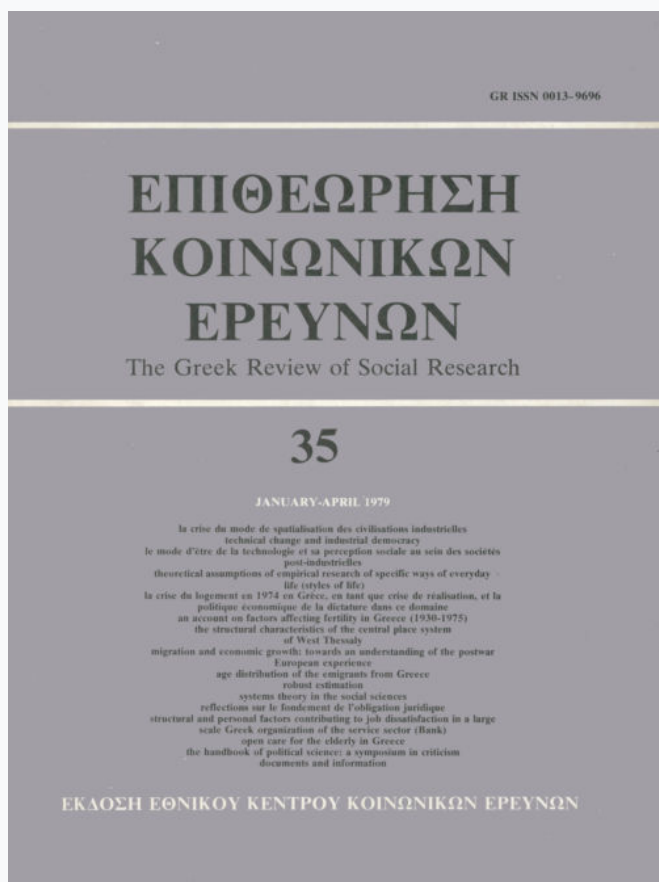 GR ISSN 0013-9696
ΕΠΙΘΕΩΡΗΣΗ
ΚΟΙΝΩΝΙΚΩΝ
ΕΡΕΥΝΩΝ
The Greek Review of Social Research
35
JANUARY-APRIL 1979
la crise du mode de spatialisation des civilisations industrielles
technical change and industrial democracy
le mode d'être de la technologie et sa perception sociale au sein des sociétés
post-industrielles
theoretical assumptions of empirical research of specific ways of everyday
life (styles of life)
la crise du logement en 1974 en Grèce, en tant que crise de réalisation, et la
politique économique de la dictature dans ce domaine
an account on factors affecting fertility in Greece (1930-1975)
the structural characteristics of the central place system
of West Thessaly
migration and economic growth: towards an understanding of the postwar
European experience
age distribution of the emigrants from Greece
robust estimation
systems theory in the social sciences
reflections sur le fondement de l'obligation juridique
structural and personal factors contributing to job dissatisfaction in a large
scale Greek organization of the service sector (Bank)
open care for the elderly in Greece
the handbook of political science: a symposium in criticism
documents and information
ΕΚΔΟΣΗ ΕΘΝΙΚΟΥ ΚΕΝΤΡΟΥ ΚΟΙΝΩΝΙΚΩΝ ΕΡΕΥΝΩΝ